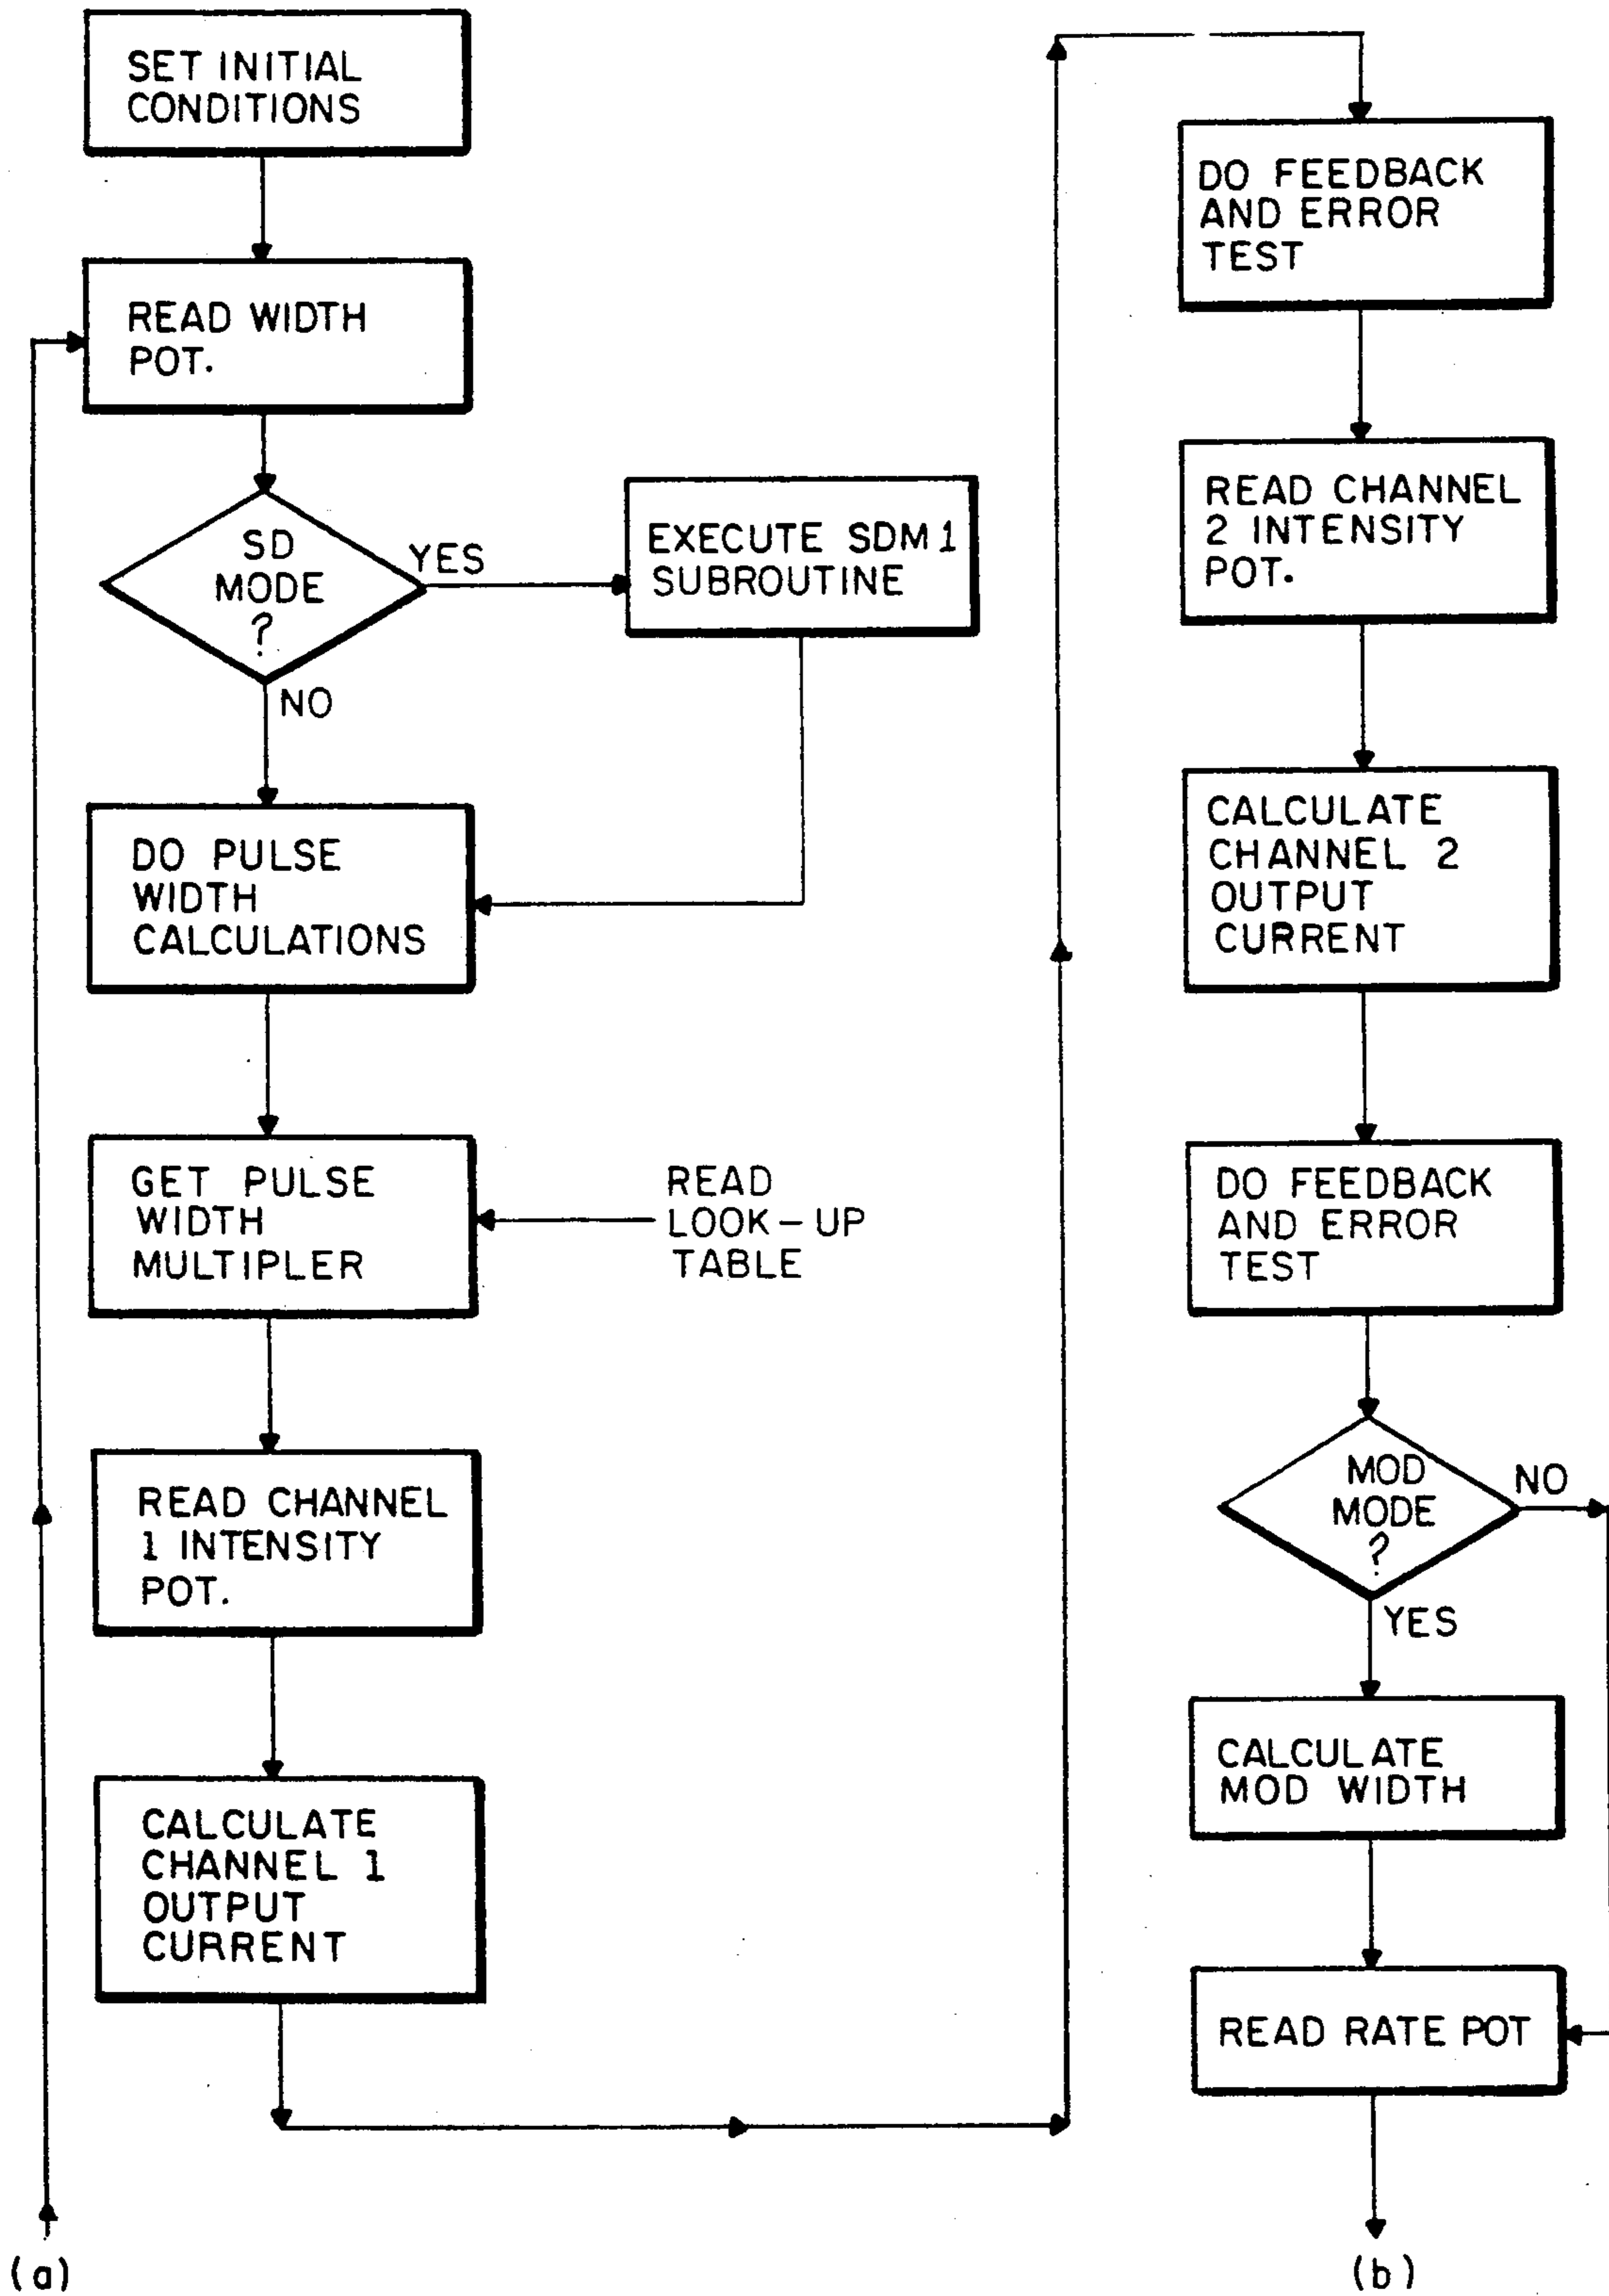 SET INITIAL
CONDITIONS
READ WIDTH
POT.
SD
MODE
?
YES
NO
EXECUTE SDM1
SUBROUTINE
DO PULSE
WIDTH
CALCULATIONS
GET PULSE
WIDTH
MULTIPLER
READ
LOOK-UP
TABLE
READ CHANNEL
1 INTENSITY
POT.
CALCULATE
CHANNEL 1
OUTPUT
CURRENT
(a)
DO FEEDBACK
AND ERROR
TEST
READ CHANNEL
2 INTENSITY
POT.
CALCULATE
CHANNEL 2
OUTPUT
CURRENT
DO FEEDBACK
AND ERROR
TEST
MOD
MODE
?
NO
YES
CALCULATE
MOD WIDTH
READ RATE POT
(b)